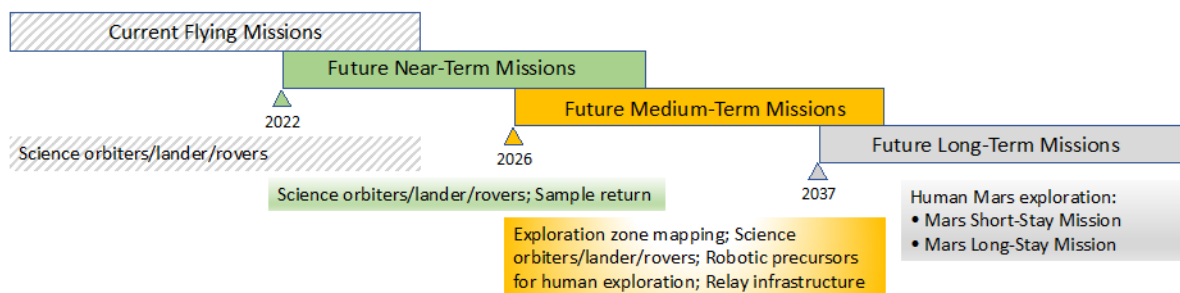 Current Flying Missions
Future Near-Term Missions
2022
Future Medium-Term Missions
2026
Future Long-Term Missions
2037
Science orbiters/lander/rovers
Science orbiters/lander/rovers; Sample return
Exploration zone mapping; Science
orbiters/lander/rovers; Robotic precursors
for human exploration; Relay infrastructure
Human Mars exploration:
• Mars Short-Stay Mission
• Mars Long-Stay Mission